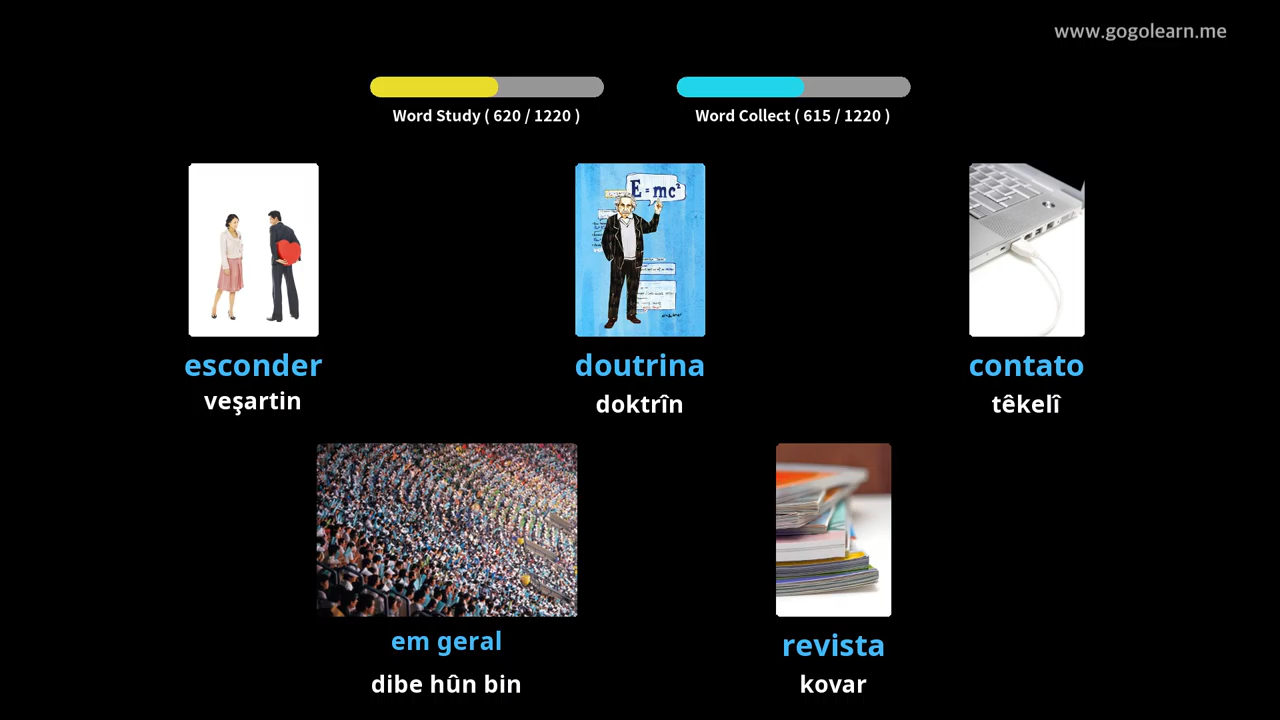 www.gogolearn.me
Word Study ( 620 / 1220 )
Word Collect ( 615 / 1220 )
E=mc²
esconder
doutrina
contato
veşartin
doktrîn
têkelî
em geral
revista
dibe hûn bin
kovar